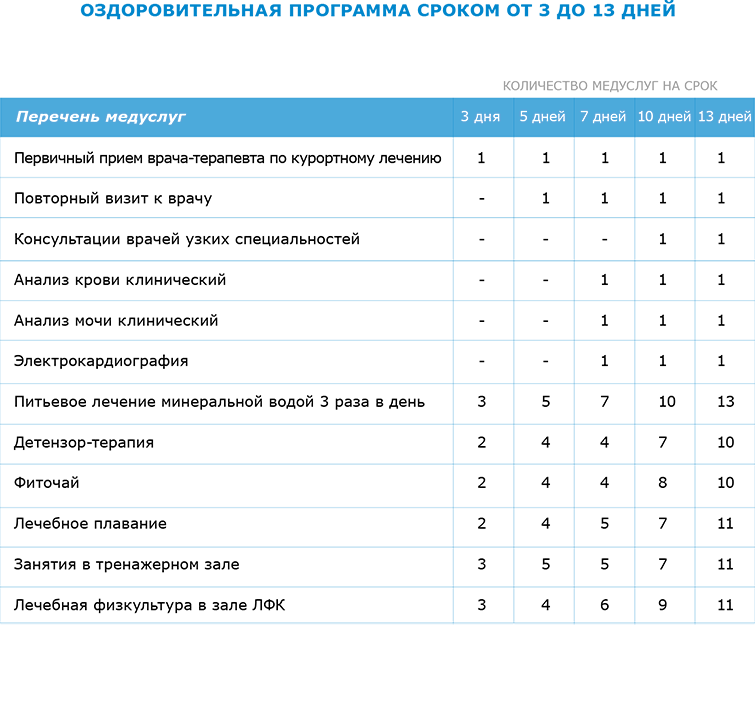 ОЗДОРОВИТЕЛЬНАЯ ПРОГРАММА СРОКОМ ОТ 3 ДО 13 ДНЕЙ
КОЛИЧЕСТВО МЕДУСЛУГ НА СРОК
Перечень медуслуг 3 дня 5 дней 7 дней 10 дней 13 дней
Первичный прием врача-терапевта по курортному лечению 1 1 1 1 1
Повторный визит к врачу - 1 1 1 1
Консультации врачей узких специальностей - - - 1 1
Анализ крови клинический - - 1 1 1
Анализ мочи клинический - - 1 1 1
Электрокардиография - - 1 1 1
Питьевое лечение минеральной водой 3 раза в день 3 5 7 10 13
Детензор-терапия 2 4 4 7 10
Фиточай 2 4 4 8 10
Лечебное плавание 2 4 5 7 11
Занятия в тренажерном зале 3 5 5 7 11
Лечебная физкультура в зале ЛФК 3 4 6 9 11